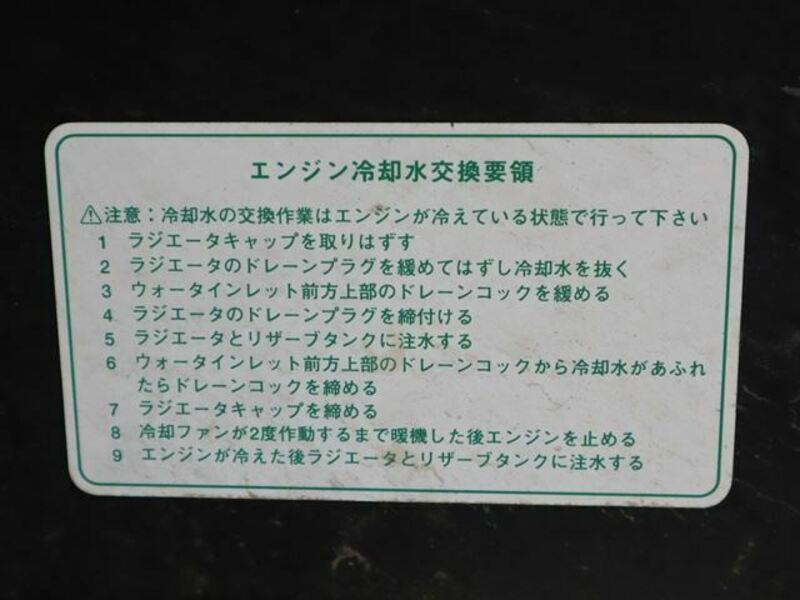 エンジン冷却水交換要領
⚠注意：冷却水の交換作業はエンジンが冷えている状態で行って下さい
1 ラジエータキャップを取りはずす
2 ラジエータのドレーンプラグを緩めてはずし冷却水を抜く
3 ウォータインレット前方上部のドレーンコックを緩める
4 ラジエータのドレーンプラグを締付ける
5 ラジエータとリザーブタンクに注水する
6 ウォータインレット前方上部のドレーンコックから冷却水があふれ
たらドレーンコックを締める
7 ラジエータキャップを締める
8 冷却ファンが2度作動するまで暖機した後エンジンを止める
9 エンジンが冷えた後ラジエータとリザーブタンクに注水する